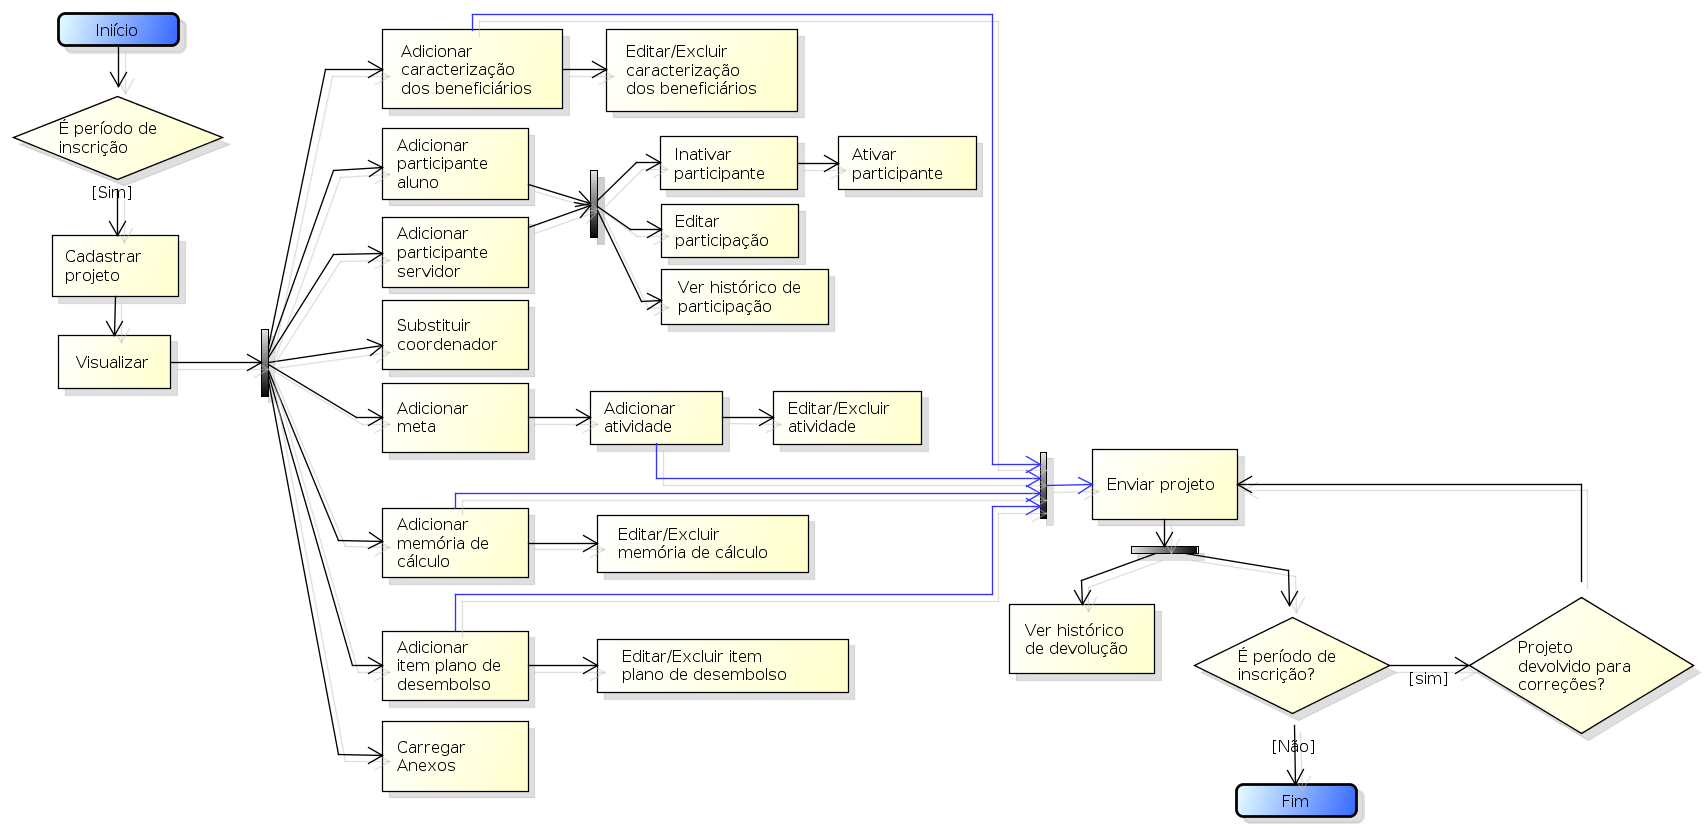 Iniício
É período de
inscrição
[Sim]
Cadastrar
projeto
Visualizar
Adicionar
caracterização
dos beneficiários
Editar/Excluir
caracterização
dos beneficiários
Adicionar
participante
aluno
Adicionar
participante
servidor
Inativar
participante
Ativar
participante
Editar
participação
Ver histórico de
participação
Substituir
coordenador
Adicionar
meta
Adicionar
atividade
Editar/Excluir
atividade
Adicionar
memória de
cálculo
Editar/Excluir
memória de cálculo
Adicionar
item plano de
desembolso
Editar/Excluir item
plano de desembolso
Carregar
Anexos
Enviar projeto
Ver histórico
de devolução
É período de
inscrição?
[sim]
Projeto
devolvido para
correções?
[Não]
Fim